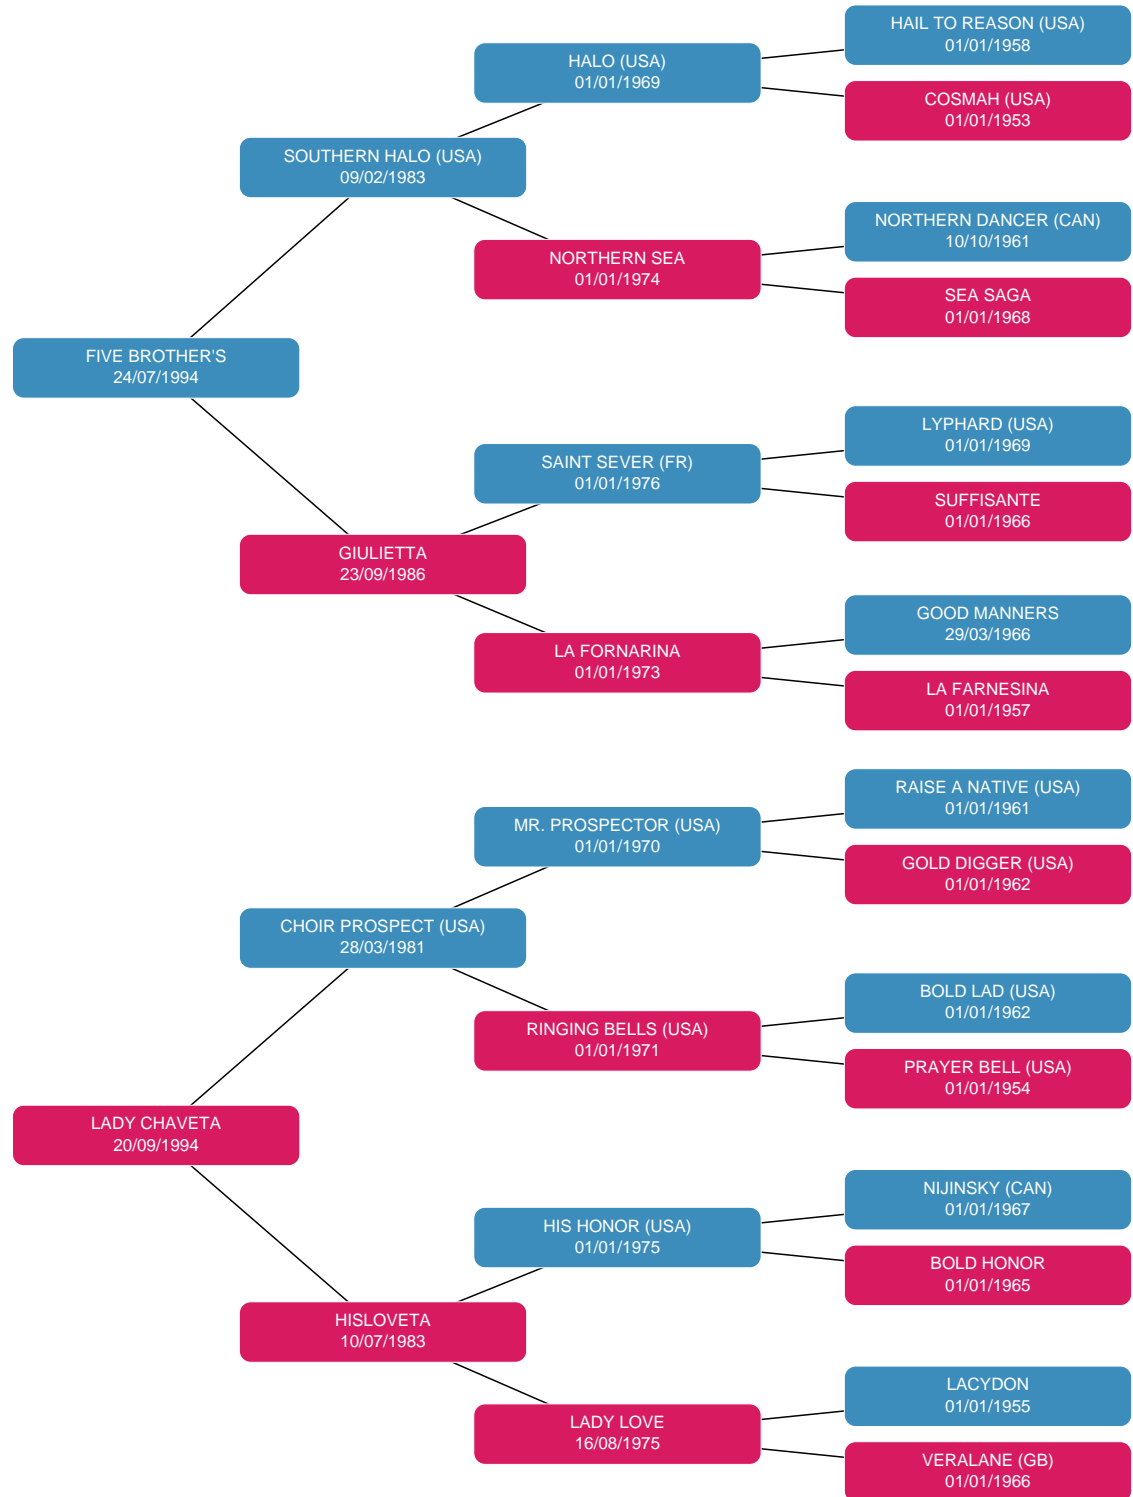 HAIL TO REASON (USA)
01/01/1958
HALO (USA)
01/01/1969
COSMAH (USA)
01/01/1953
SOUTHERN HALO (USA)
09/02/1983
NORTHERN DANCER (CAN)
10/10/1961
NORTHERN SEA
01/01/1974
SEA SAGA
01/01/1968
FIVE BROTHER'S
24/07/1994
LYPHARD (USA)
01/01/1969
SAINT SEVER (FR)
01/01/1976
SUFFISANTE
01/01/1966
GIULIETTA
23/09/1986
GOOD MANNERS
29/03/1966
LA FORNARINA
01/01/1973
LA FARNESINA
01/01/1957
RAISE A NATIVE (USA)
01/01/1961
MR. PROSPECTOR (USA)
01/01/1970
GOLD DIGGER (USA)
01/01/1962
CHOIR PROSPECT (USA)
28/03/1981
BOLD LAD (USA)
01/01/1962
RINGING BELLS (USA)
01/01/1971
PRAYER BELL (USA)
01/01/1954
LADY CHAVETA
20/09/1994
NIJINSKY (CAN)
01/01/1967
HIS HONOR (USA)
01/01/1975
BOLD HONOR
01/01/1965
HISLOVETA
10/07/1983
LACYDON
01/01/1955
LADY LOVE
16/08/1975
VERALANE (GB)
01/01/1966